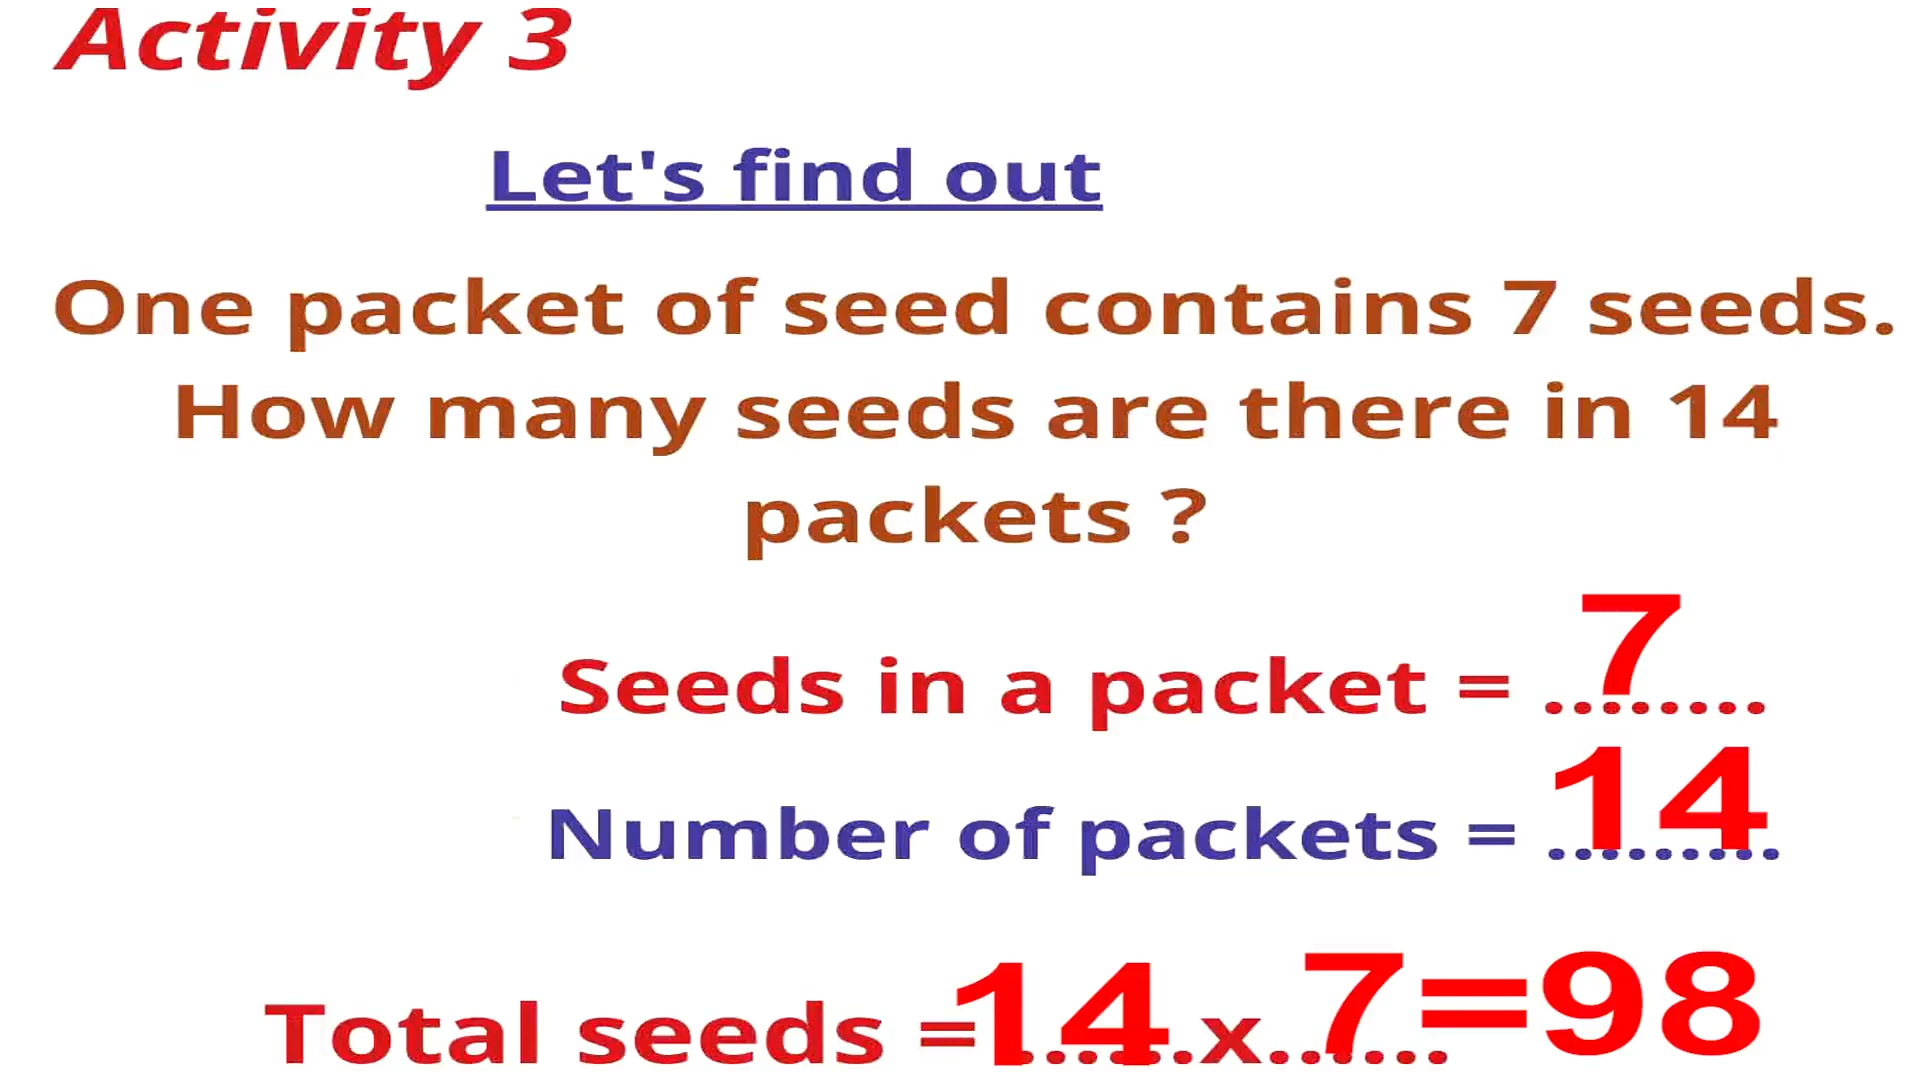 Activity 3
Let's find out
One packet of seed contains 7 seeds.
How many seeds are there in 14
packets ?
Seeds in a packet = ........ 7
Number of packets = ......... 14
Total seeds = 14 ...... x ...... 7=98